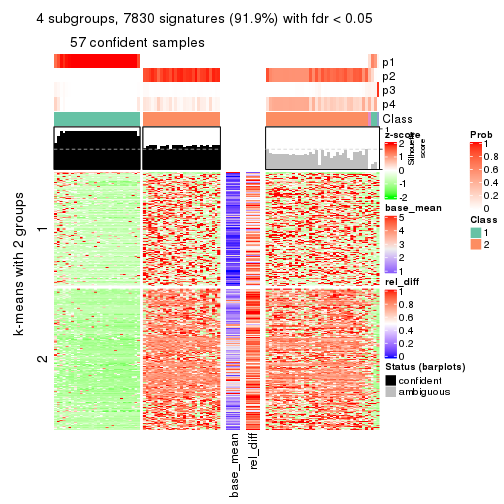 4 subgroups, 7830 signatures (91.9%) with fdr < 0.05
57 confident samples
p1
p2
p3
p4
Class
1
Silhouette
score
k-means with 2 groups
1
2
base_mean
rel_diff
z-score
2
1
0
-1
-2
base_mean
5
4
3
2
1
rel_diff
1
0.8
0.6
0.4
0.2
0
Status (barplots)
confident
ambiguous
Prob
1
0.8
0.6
0.4
0.2
0
Class
1
2